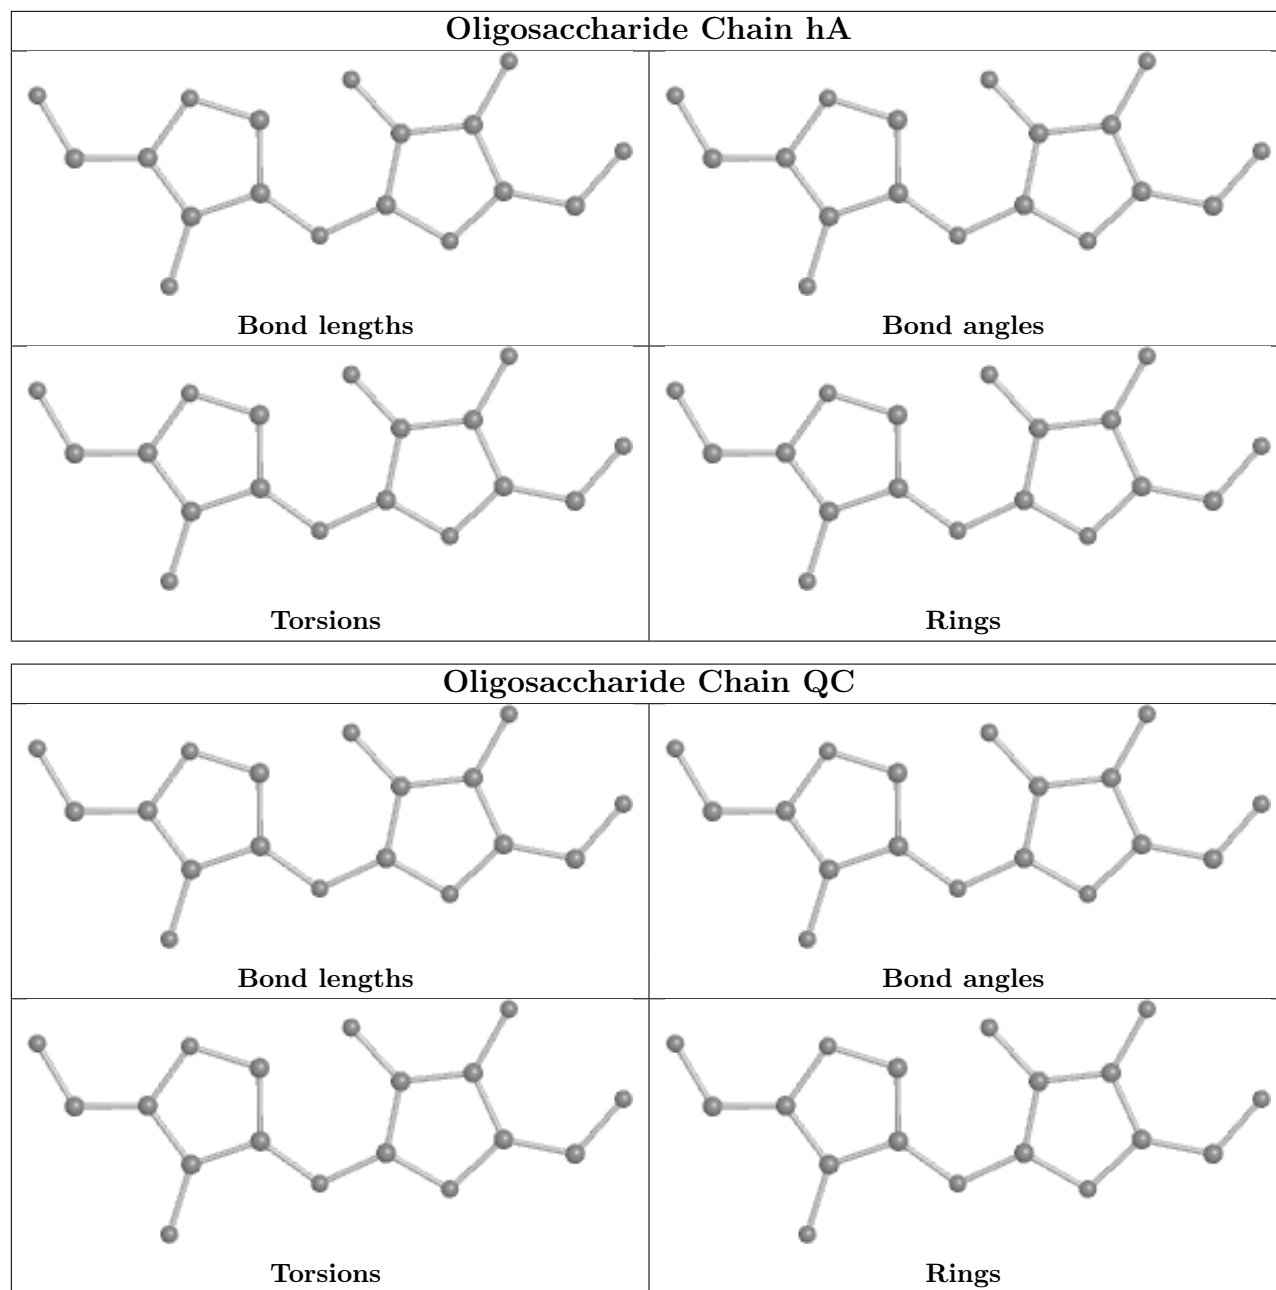 Oligosaccharide Chain hA
Bond lengths
Bond angles
Torsions
Rings
Oligosaccharide Chain QC
Bond lengths
Bond angles
Torsions
Rings